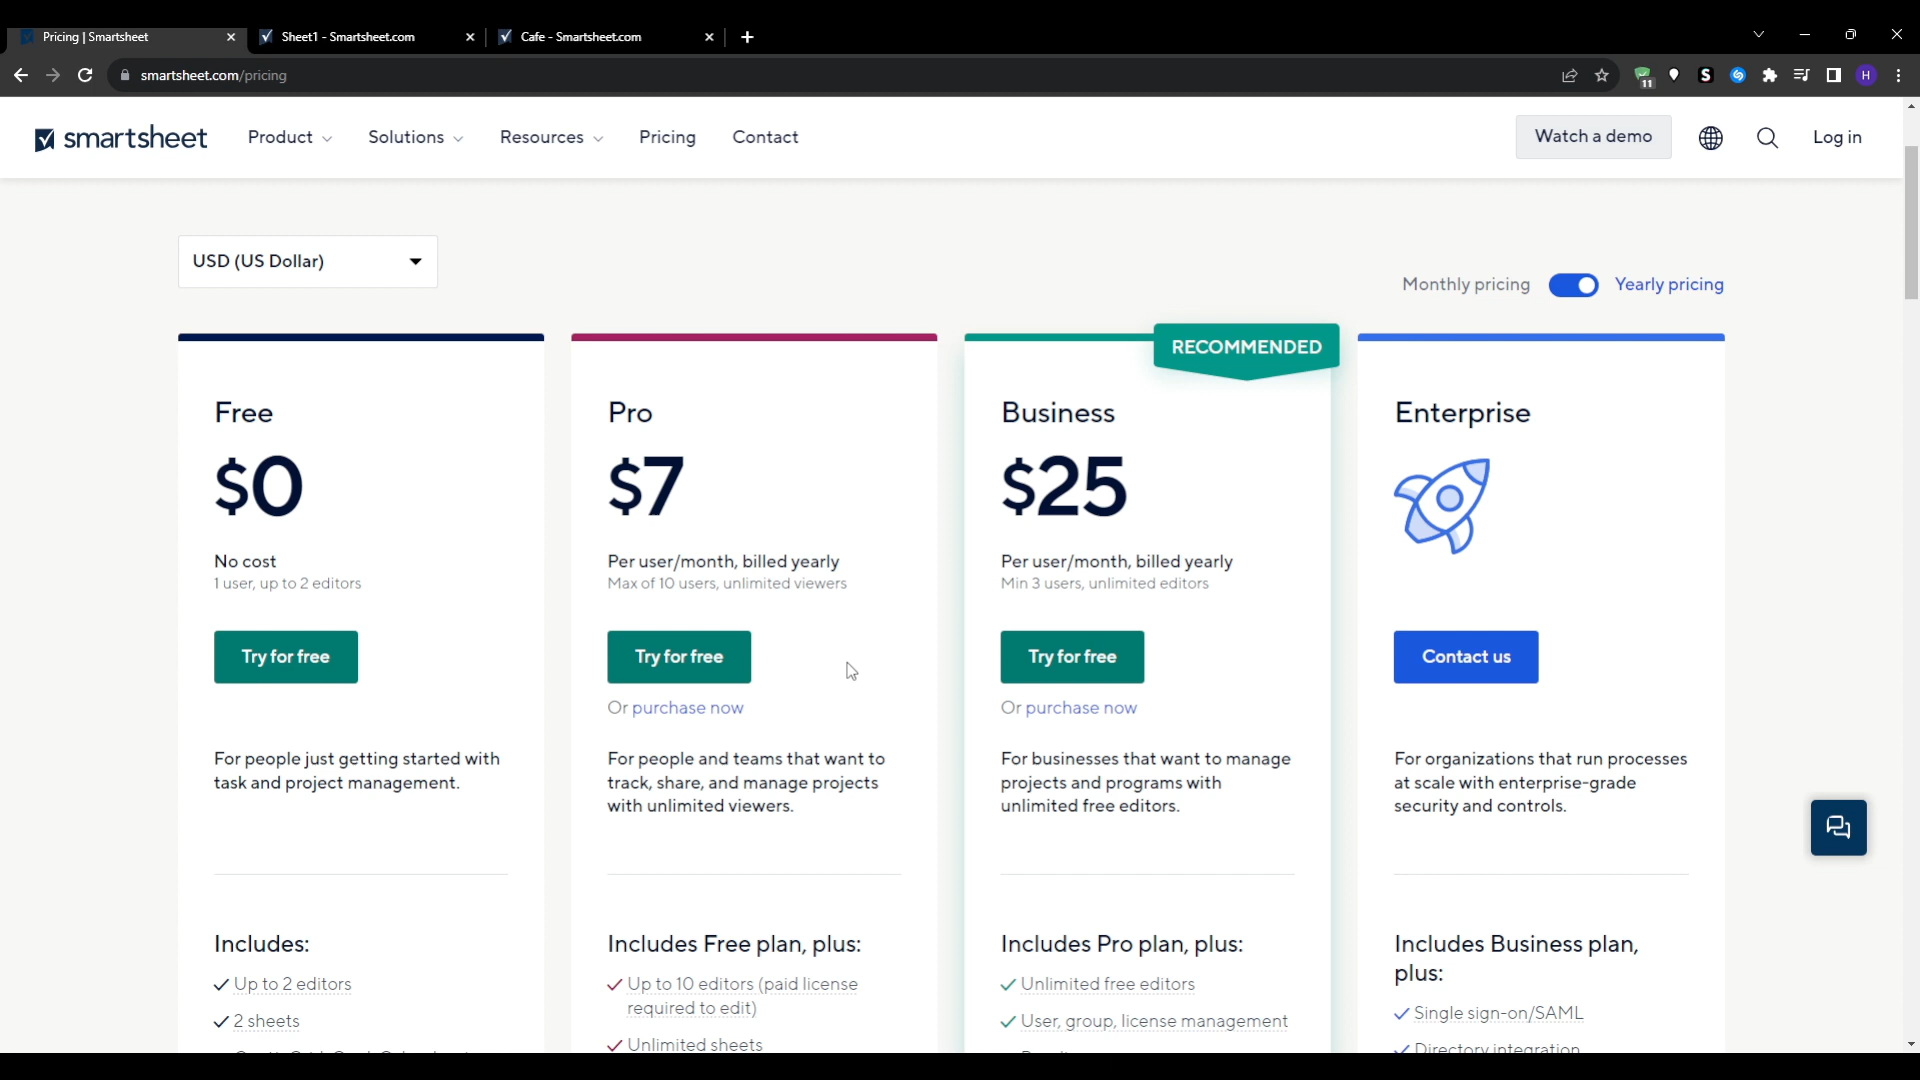 Pricing | Smartsheet
Sheet1 - Smartsheet.com
Cafe - Smartsheet.com
smartsheet.com/pricing
11
S
H
smartsheet
Product
Solutions
Resources
Pricing
Contact
Watch a demo
Log in
USD (US Dollar)
Monthly pricing
Yearly pricing
RECOMMENDED
Free
$0
No cost
1 user, up to 2 editors
Try for free
For people just getting started with
task and project management.
Includes:
Up to 2 editors
2 sheets
Pro
$7
Per user/month, billed yearly
Max of 10 users, unlimited viewers
Try for free
Or purchase now
For people and teams that want to
track, share, and manage projects
with unlimited viewers.
Includes Free plan, plus:
Up to 10 editors (paid license
required to edit)
Unlimited sheets
Business
$25
Per user/month, billed yearly
Min 3 users, unlimited editors
Try for free
Or purchase now
For businesses that want to manage
projects and programs with
unlimited free editors.
Includes Pro plan, plus:
Unlimited free editors
User, group, license management
Enterprise
Contact us
For organizations that run processes
at scale with enterprise-grade
security and controls.
Includes Business plan,
plus:
Single sign-on/SAML
Directory integration